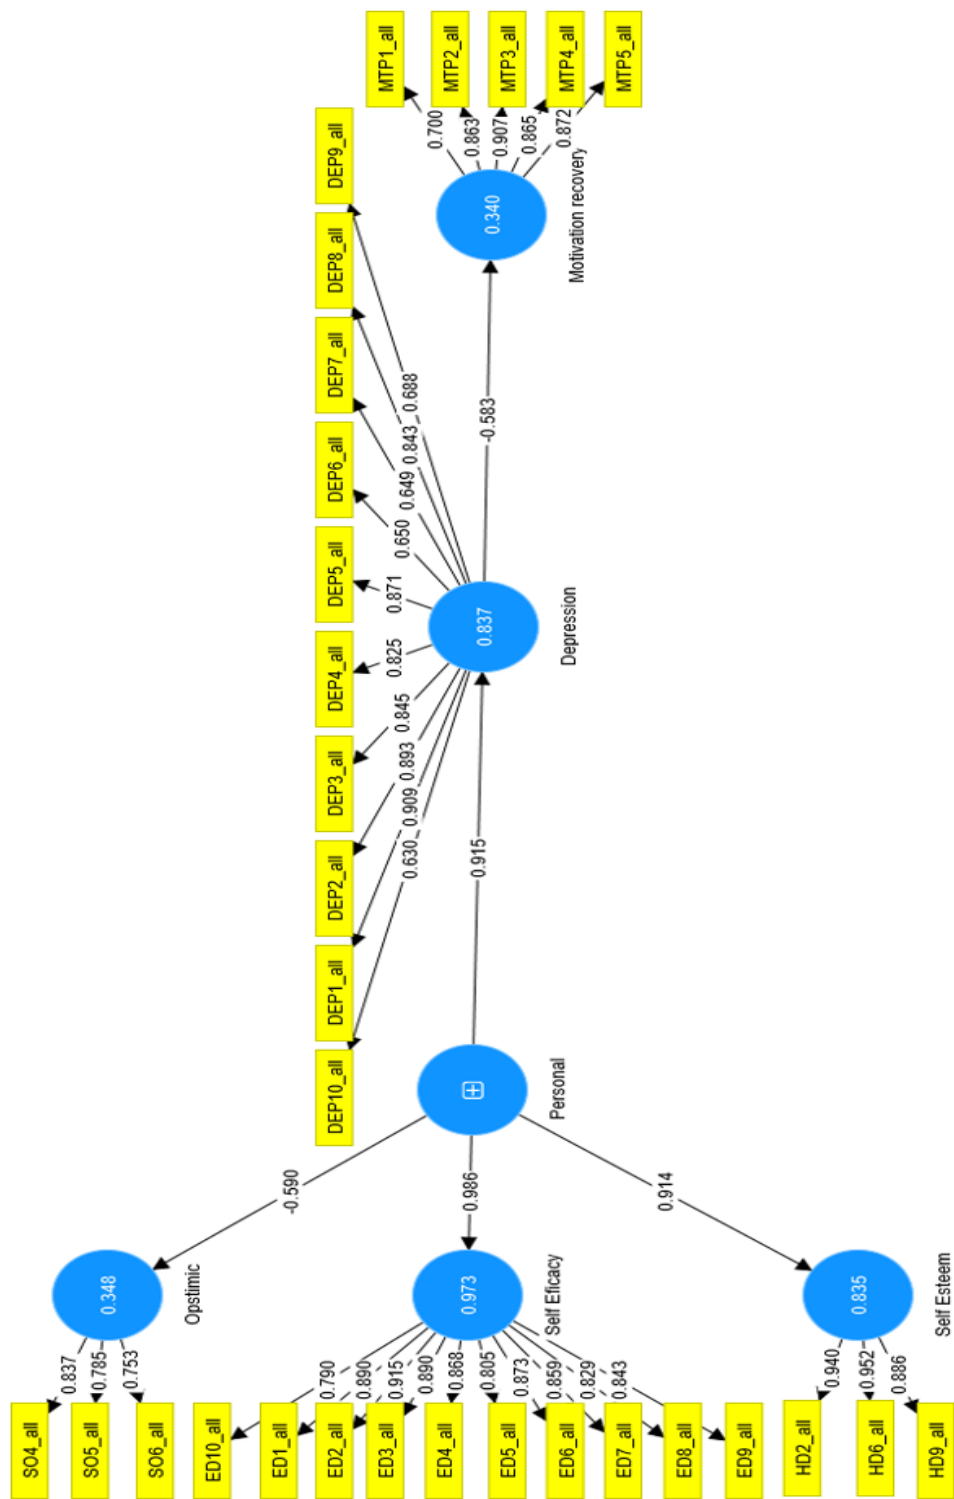 HD9_all
HD6_all
HD2_all
ED9_all
ED8_all
ED7_all
ED6_all
ED5_all
ED4_all
ED3_all
ED2_all
ED1_all
ED10_all
SO6_all
SO5_all
SO4_all
0.886
0.952
0.940
0.843
0.829
0.859
0.873
0.805
0.868
0.890
0.915
0.890
0.790
0.753
0.785
0.837
0.835
Self Esteem
0.973
Self Eficacy
0.348
Opstimic
0.914
0.986
-0.590
Personal
0.915
DEP10_all
DEP1_all
DEP2_all
DEP3_all
DEP4_all
DEP5_all
DEP6_all
DEP7_all
DEP8_all
DEP9_all
0.630
0.909
0.893
0.845
0.825
0.871
0.650
0.649
0.843
0.688
0.837
Depression
-0.583
0.340
Motivation recovery
0.700
0.863
0.907
0.865
0.872
MTP1_all
MTP2_all
MTP3_all
MTP4_all
MTP5_all